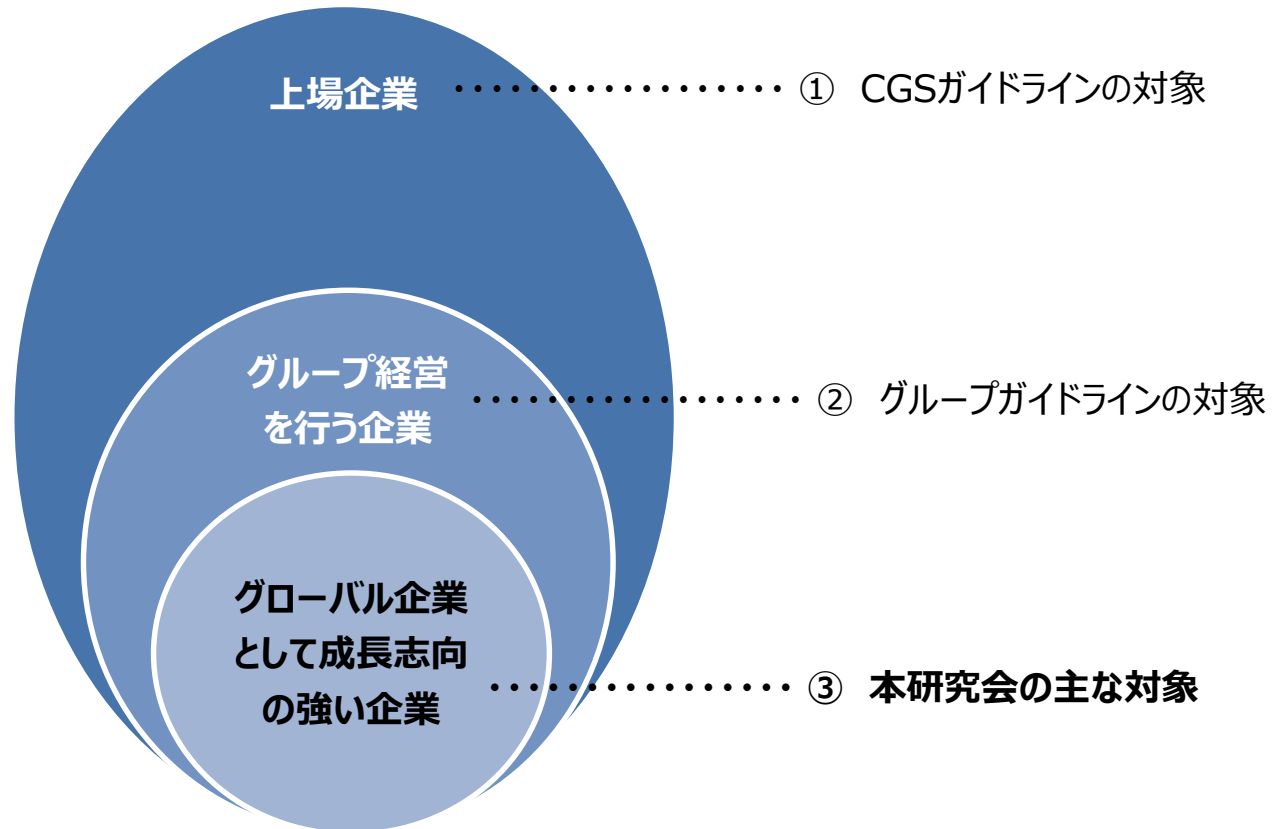 上場企業 ・・・・・・・・・・・・・・・・・・ ① CGSガイドラインの対象
グループ経営
を行う企業 ・・・・・・・・・・・・・・・・・・ ② グループガイドラインの対象
グローバル企業
として成長志向
の強い企業 ・・・・・・・・・・・・・・・・ ③ 本研究会の主な対象